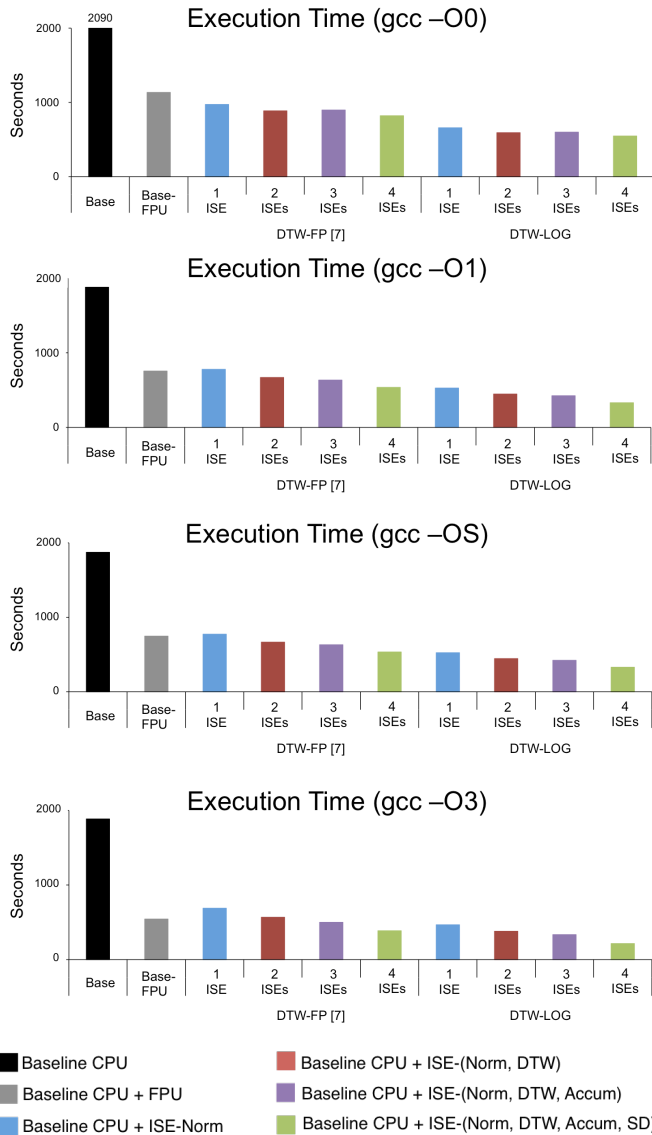 Execution Time (gcc –O0)
2090
2000
1000
0
Seconds
Base
Base-
FPU
1
ISE
2
ISEs
3
ISEs
4
ISEs
1
ISE
2
ISEs
3
ISEs
4
ISEs
DTW-FP [7]
DTW-LOG
Execution Time (gcc –O1)
2000
1000
0
Seconds
Base
Base-
FPU
1
ISE
2
ISEs
3
ISEs
4
ISEs
1
ISE
2
ISEs
3
ISEs
4
ISEs
DTW-FP [7]
DTW-LOG
Execution Time (gcc –OS)
2000
1000
0
Seconds
Base
Base-
FPU
1
ISE
2
ISEs
3
ISEs
4
ISEs
1
ISE
2
ISEs
3
ISEs
4
ISEs
DTW-FP [7]
DTW-LOG
Execution Time (gcc –O3)
2000
1000
0
Seconds
Base
Base-
FPU
1
ISE
2
ISEs
3
ISEs
4
ISEs
1
ISE
2
ISEs
3
ISEs
4
ISEs
DTW-FP [7]
DTW-LOG
Baseline CPU
Baseline CPU + FPU
Baseline CPU + ISE-Norm
Baseline CPU + ISE-(Norm, DTW)
Baseline CPU + ISE-(Norm, DTW, Accum)
Baseline CPU + ISE-(Norm, DTW, Accum, SD)